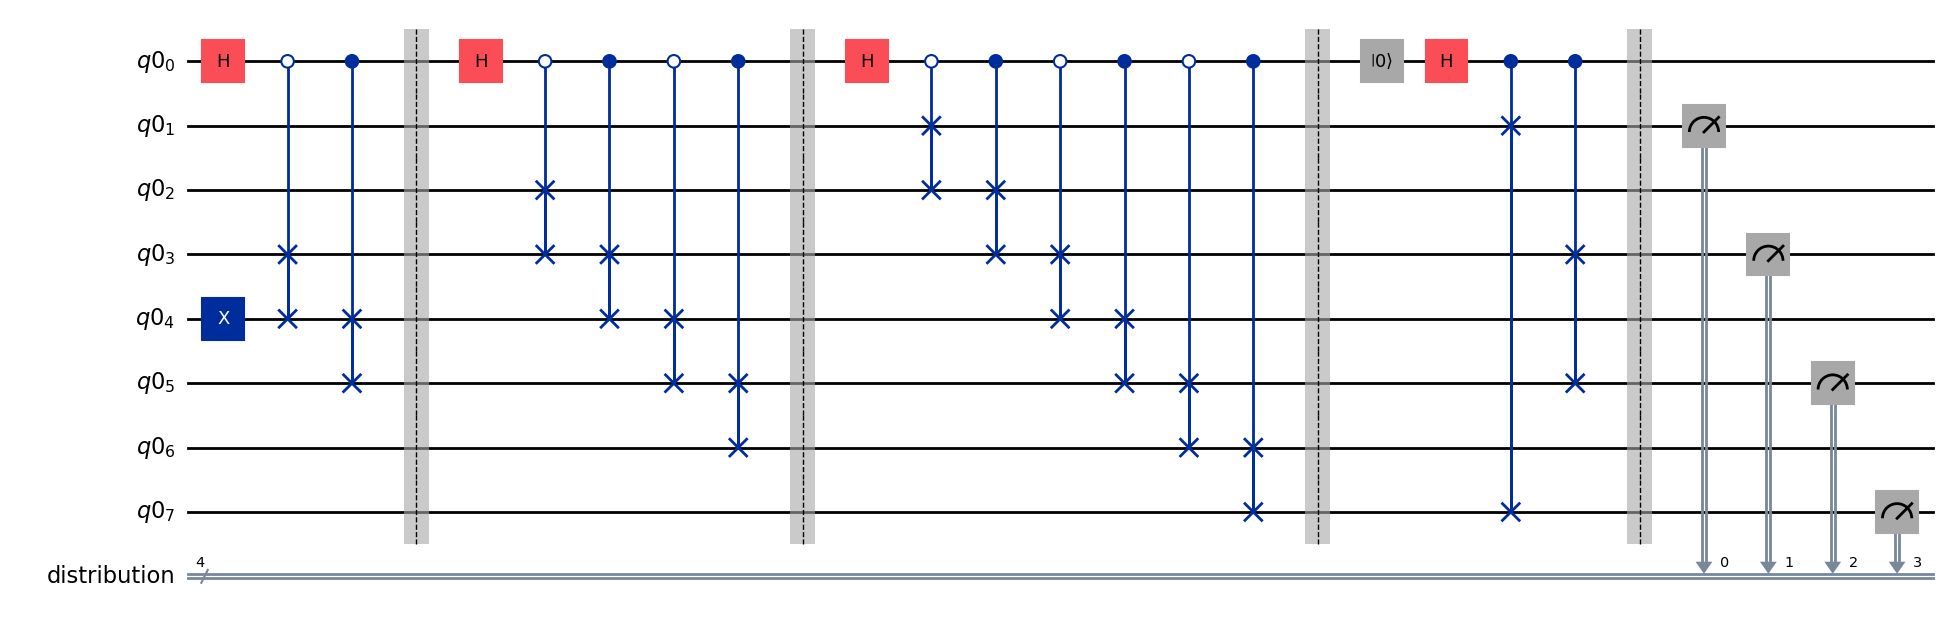 q0₀ H H H |0⟩ H
q0₁
q0₂
q0₃
q0₄ X
q0₅
q0₆
q0₇
distribution 4 0 1 2 3